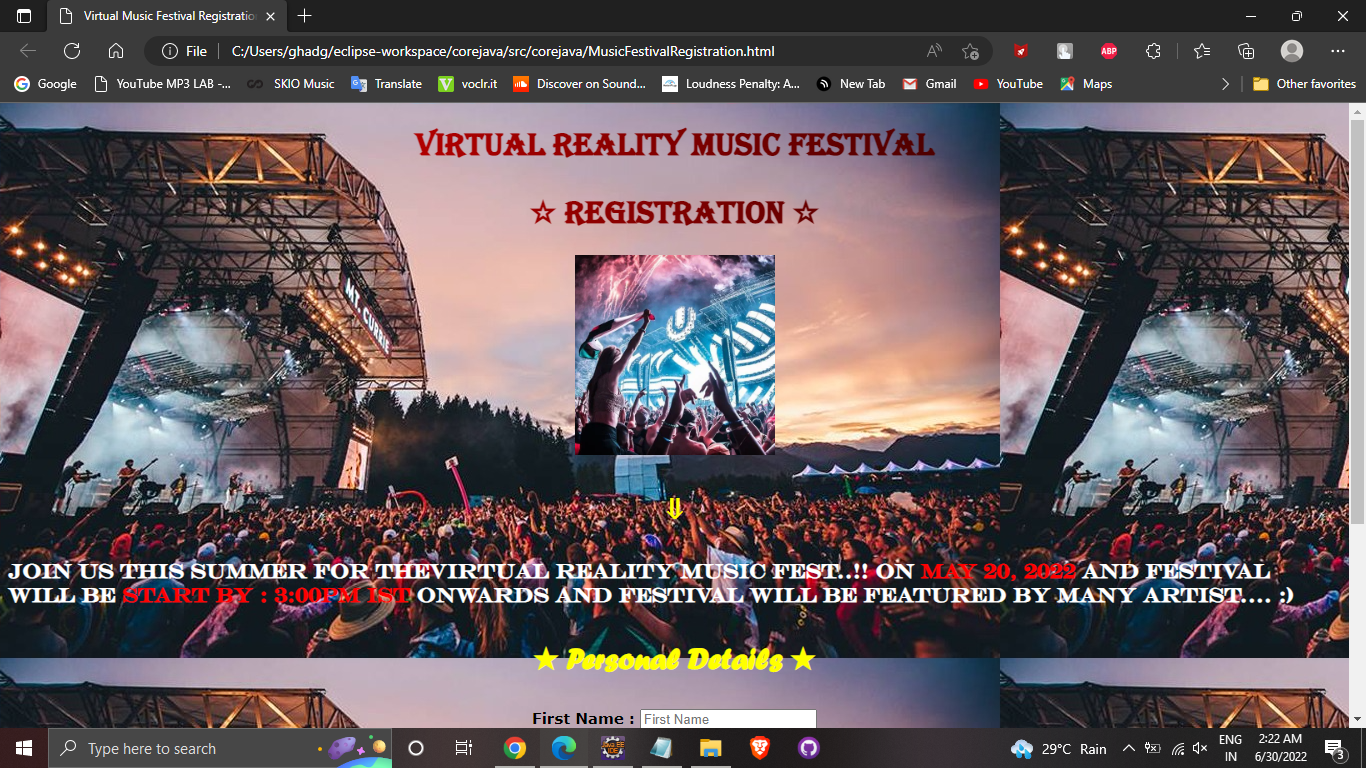 Virtual Music Festival Registratio
File
C:/Users/ghadg/eclipse-workspace/corejava/src/corejava/MusicFestivalRegistration.html
ABP
Google
YouTube MP3 LAB -...
SKIO Music
Translate
voclr.it
Discover on Sound...
Loudness Penalty: A...
New Tab
Gmail
YouTube
Maps
Other favorites
VIRTUAL REALITY MUSIC FESTIVAL
☆ REGISTRATION ☆
⇓
JOIN US THIS SUMMER FOR THEVIRTUAL REALITY MUSIC FEST..!! ON MAY 20, 2022 AND FESTIVAL
WILL BE START BY : 3:00PM IST ONWARDS AND FESTIVAL WILL BE FEATURED BY MANY ARTIST.... :)
★ Personal Details ★
First Name : First Name
Type here to search
29°C Rain
ENG
IN
2:22 AM
6/30/2022
3